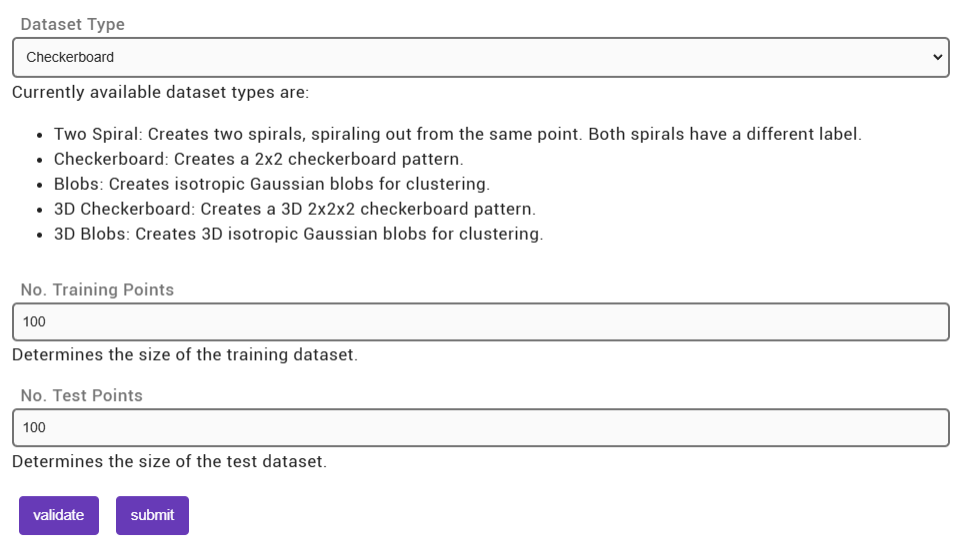 Dataset Type
Checkerboard
Currently available dataset types are:
• Two Spiral: Creates two spirals, spiraling out from the same point. Both spirals have a different label.
• Checkerboard: Creates a 2x2 checkerboard pattern.
• Blobs: Creates isotropic Gaussian blobs for clustering.
• 3D Checkerboard: Creates a 3D 2x2x2 checkerboard pattern.
• 3D Blobs: Creates 3D isotropic Gaussian blobs for clustering.
No. Training Points
100
Determines the size of the training dataset.
No. Test Points
100
Determines the size of the test dataset.
validate submit